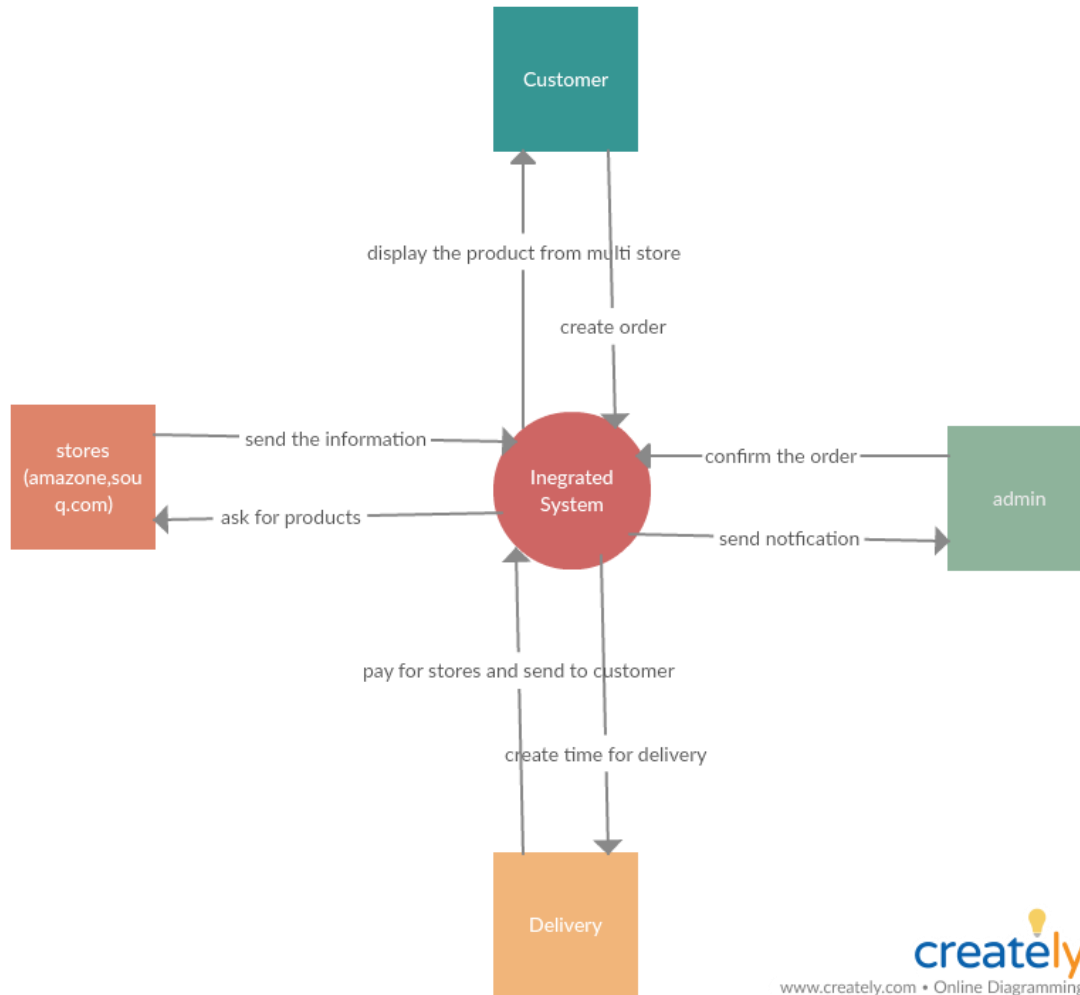 Customer
display the product from multi store
create order
stores
(amazone,sou
q.com)
send the information
ask for products
Inegrated
System
confirm the order
send notfication
admin
pay for stores and send to customer
create time for delivery
Delivery
creately
www.creately.com • Online Diagramming